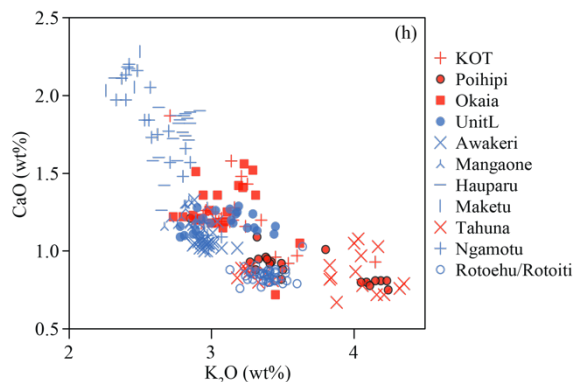 (h)
2.5
2.0
1.5
1.0
0.5
CaO (wt%)
2
3
4
K₂O (wt%)
KOT
Poihipi
Okaia
UnitL
Awakeri
Mangaone
Hauparu
Maketu
Tahuna
Ngamotu
Rotoehu/Rotoiti